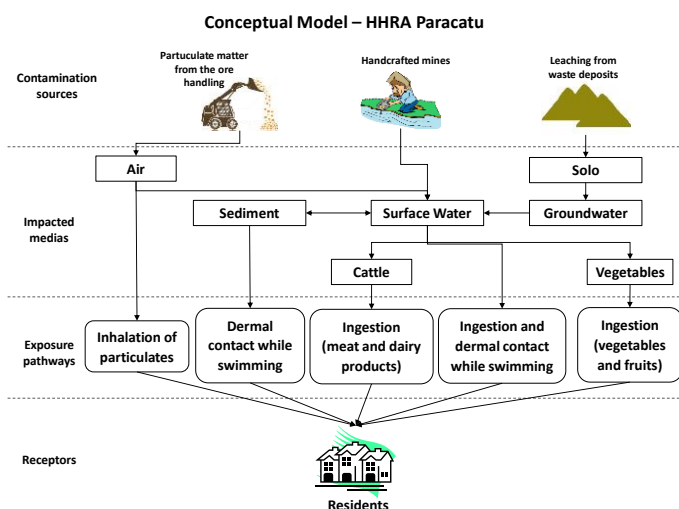 Conceptual Model – HHRA Paracatu
Contamination
sources
Partuculate matter
from the ore
handling
Handcrafted mines
Leaching from
waste deposits
Impacted
medias
Air
Solo
Sediment
Surface Water
Groundwater
Cattle
Vegetables
Exposure
pathways
Inhalation of
particulates
Dermal
contact while
swimming
Ingestion
(meat and dairy
products)
Ingestion and
dermal contact
while swimming
Ingestion
(vegetables
and fruits)
Receptors
Residents